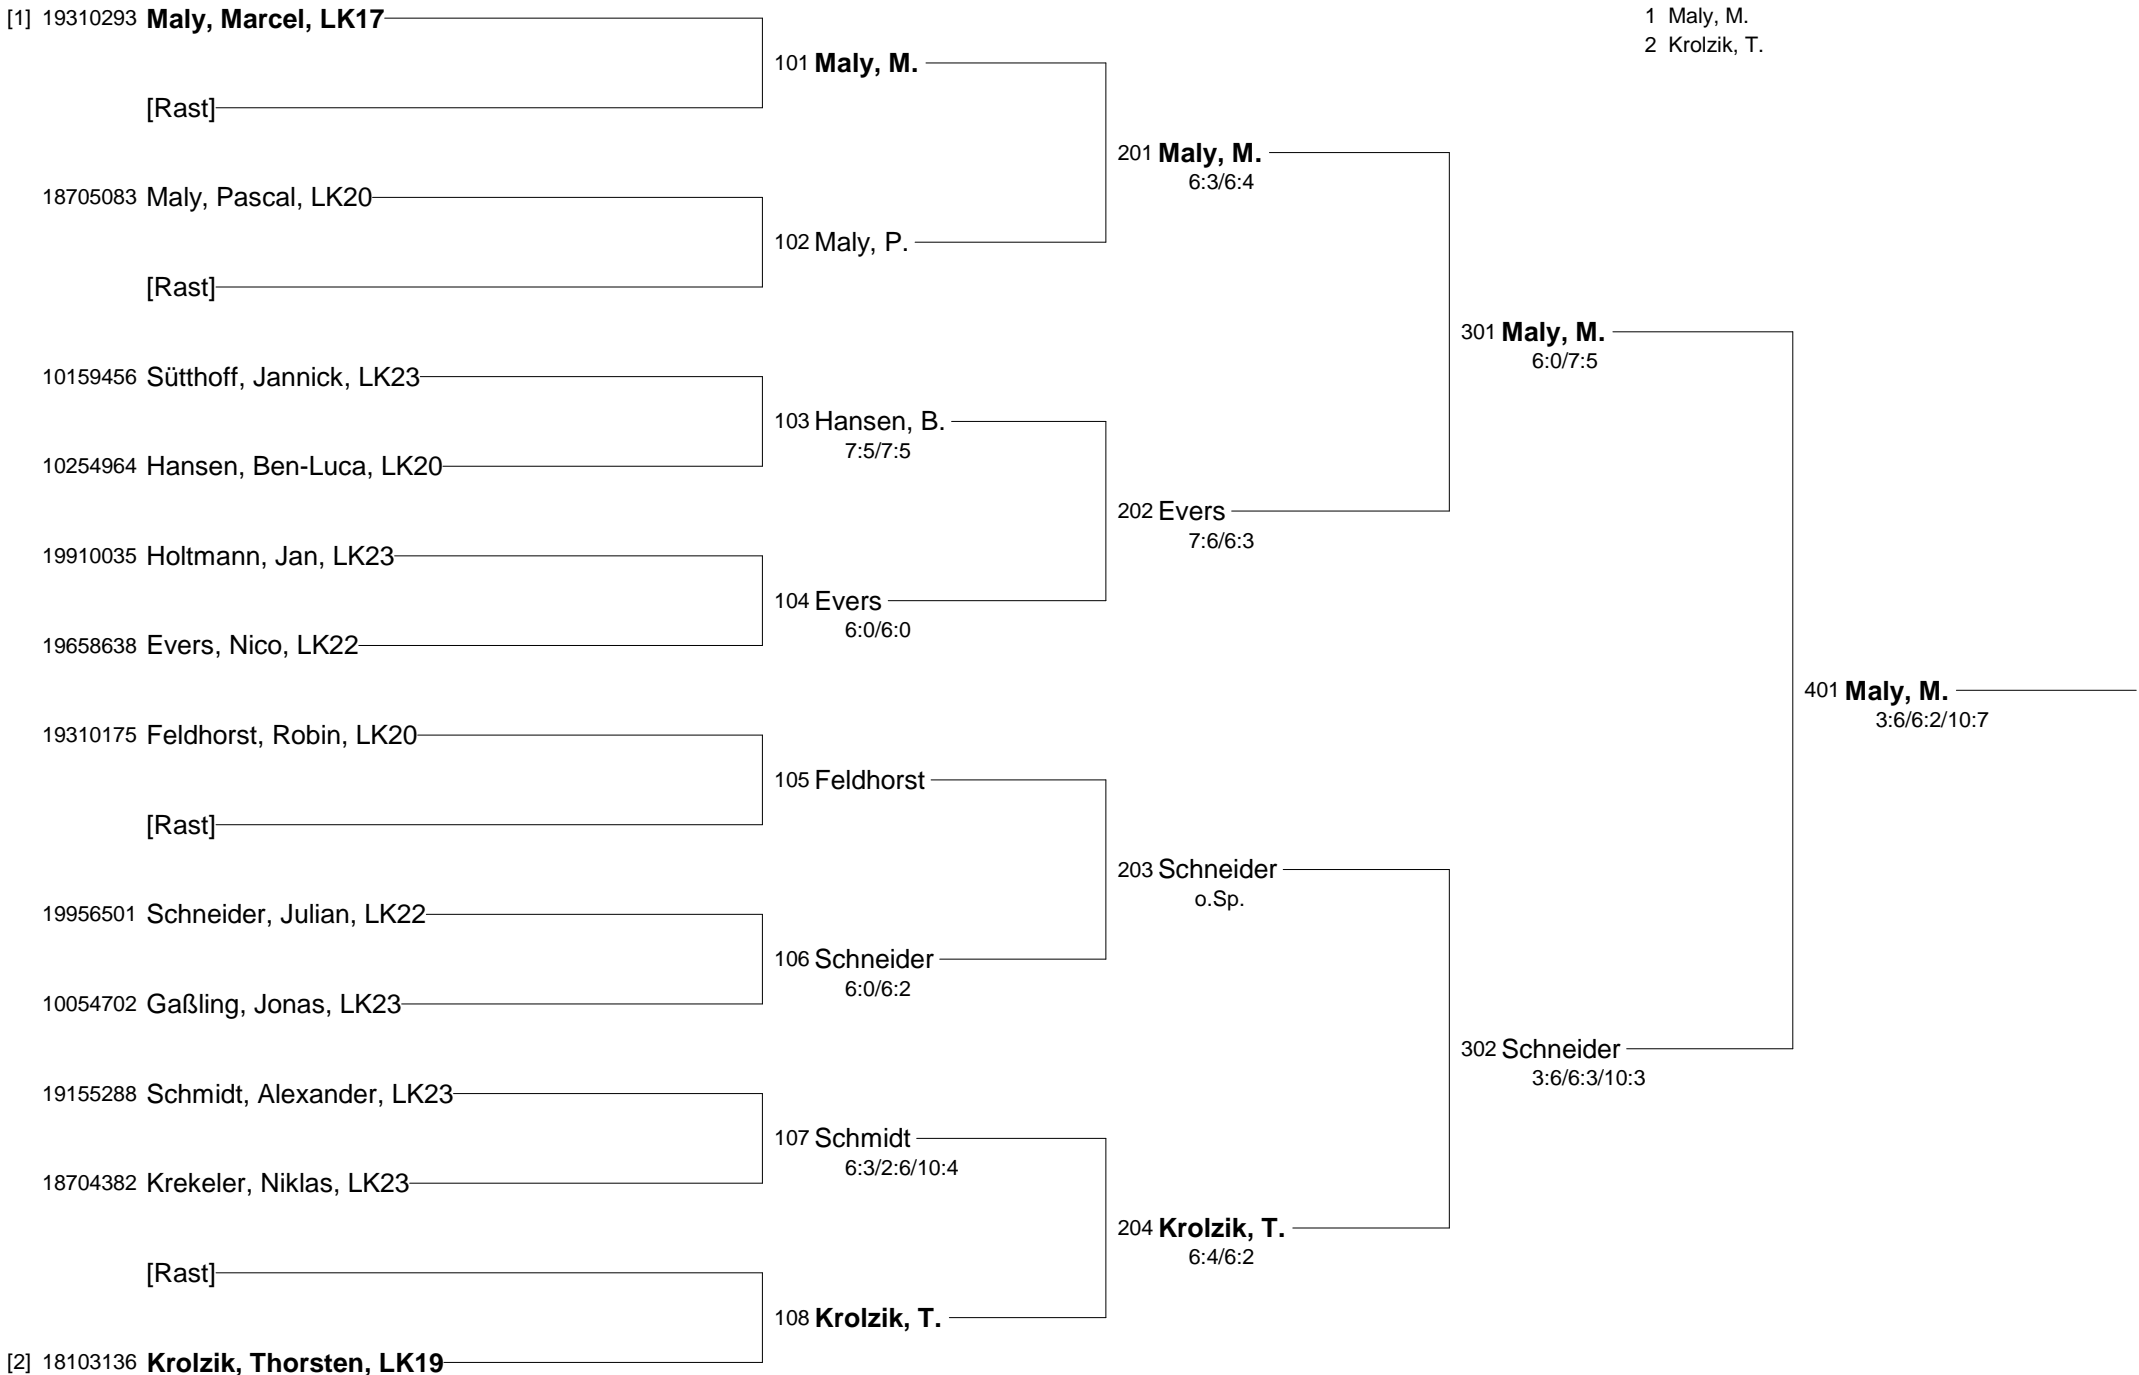 [1] 19310293 Maly, Marcel, LK17
1 Maly, M.
2 Krolzik, T.
101 Maly, M.
[Rast]
201 Maly, M.
6:3/6:4
18705083 Maly, Pascal, LK20
102 Maly, P.
[Rast]
301 Maly, M.
6:0/7:5
10159456 Sütthoff, Jannick, LK23
103 Hansen, B.
7:5/7:5
10254964 Hansen, Ben-Luca, LK20
202 Evers
7:6/6:3
19910035 Holtmann, Jan, LK23
104 Evers
6:0/6:0
19658638 Evers, Nico, LK22
401 Maly, M.
3:6/6:2/10:7
19310175 Feldhorst, Robin, LK20
105 Feldhorst
[Rast]
203 Schneider
o.Sp.
19956501 Schneider, Julian, LK22
106 Schneider
6:0/6:2
10054702 Gaßling, Jonas, LK23
302 Schneider
3:6/6:3/10:3
19155288 Schmidt, Alexander, LK23
107 Schmidt
6:3/2:6/10:4
18704382 Krekeler, Niklas, LK23
204 Krolzik, T.
6:4/6:2
[Rast]
108 Krolzik, T.
[2] 18103136 Krolzik, Thorsten, LK19